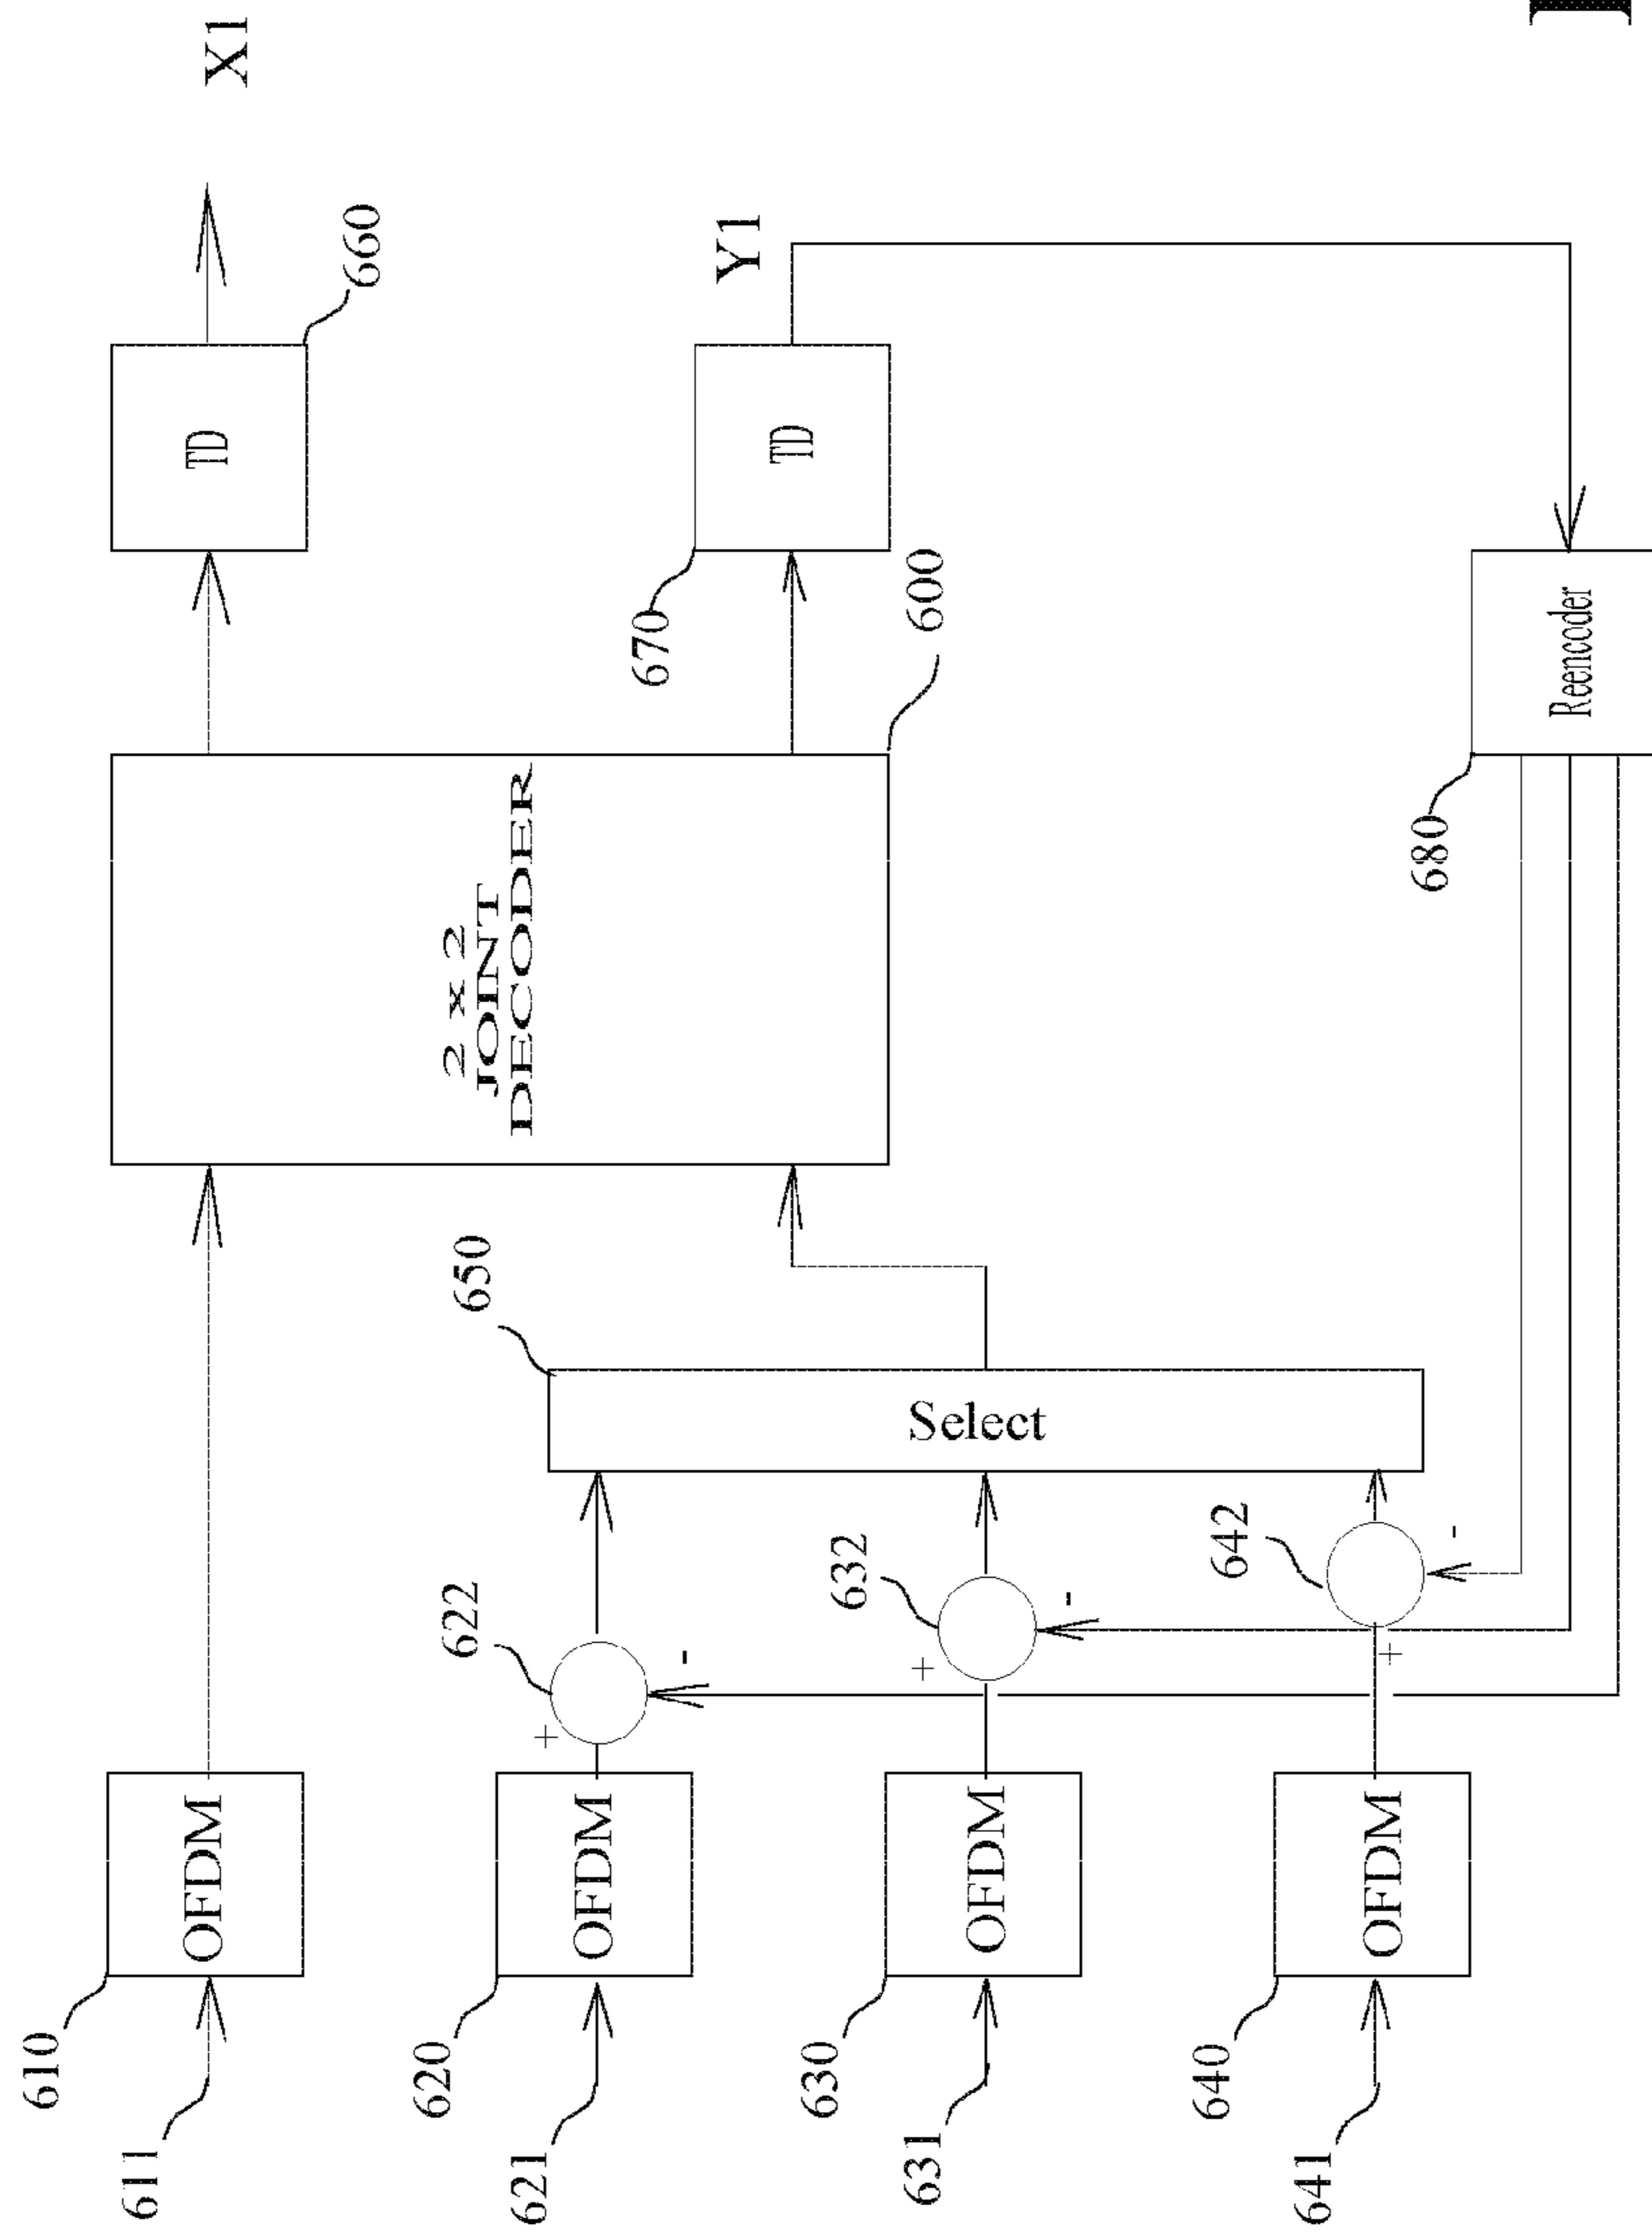 610
611
OFDM
TD
X1
660
620
621
OFDM
+
-
622
650
2 x 2
JOINT
DECODER
670
TD
Y1
600
630
631
OFDM
+
-
632
Select
640
641
OFDM
+
-
642
680
Reencoder